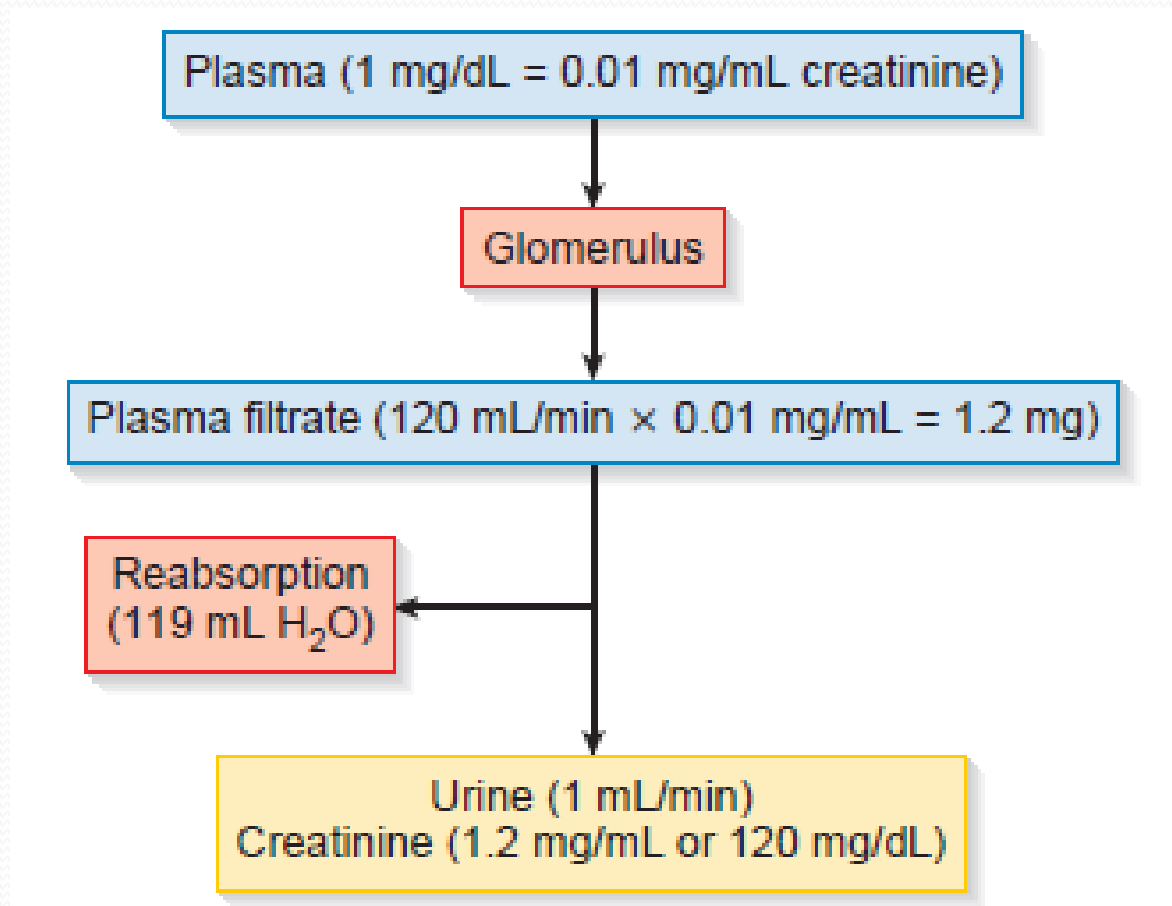 Plasma (1 mg/dL = 0.01 mg/mL creatinine)
Glomerulus
Plasma filtrate (120 mL/min × 0.01 mg/mL = 1.2 mg)
Reabsorption
(119 mL H₂O)
Urine (1 mL/min)
Creatinine (1.2 mg/mL or 120 mg/dL)